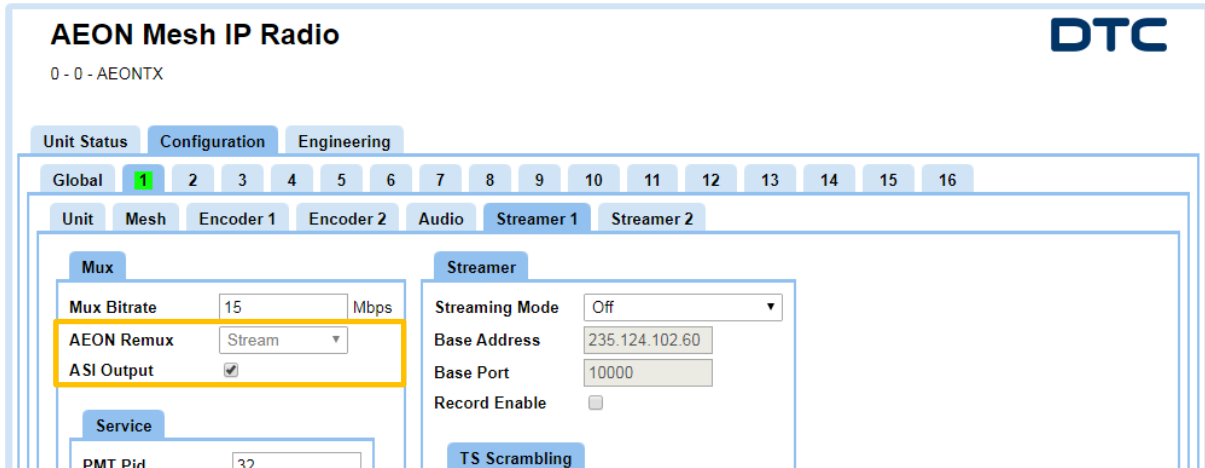 AEON Mesh IP Radio
DTC
0 - 0 - AEONTX
Unit Status Configuration Engineering
Global 1 2 3 4 5 6 7 8 9 10 11 12 13 14 15 16
Unit Mesh Encoder 1 Encoder 2 Audio Streamer 1 Streamer 2
Mux
Mux Bitrate 15 Mbps
AEON Remux Stream
ASI Output
Service
PMT Pid 32
Streamer
Streaming Mode Off
Base Address 235.124.102.60
Base Port 10000
Record Enable
TS Scrambling